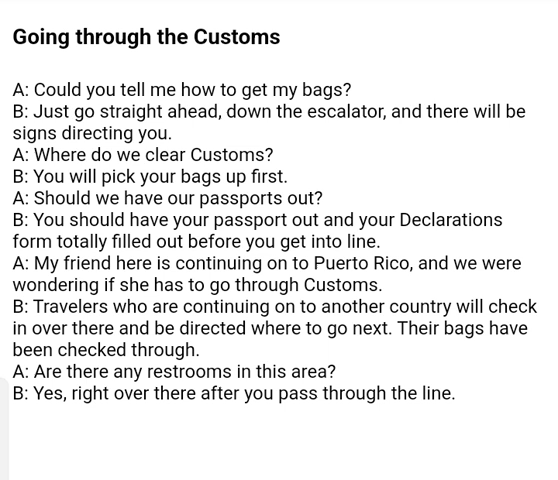 Going through the Customs
A: Could you tell me how to get my bags?
B: Just go straight ahead, down the escalator, and there will be
signs directing you.
A: Where do we clear Customs?
B: You will pick your bags up first.
A: Should we have our passports out?
B: You should have your passport out and your Declarations
form totally filled out before you get into line.
A: My friend here is continuing on to Puerto Rico, and we were
wondering if she has to go through Customs.
B: Travelers who are continuing on to another country will check
in over there and be directed where to go next. Their bags have
been checked through.
A: Are there any restrooms in this area?
B: Yes, right over there after you pass through the line.